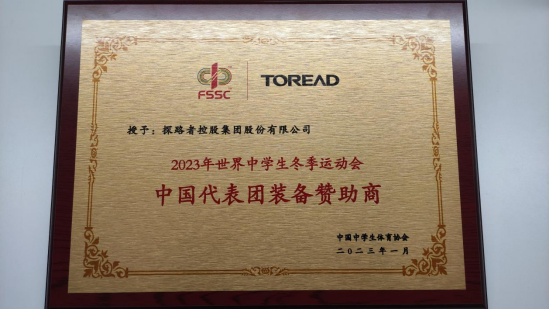 FSSC
TOREAD
授于：探路者控股集团股份有限公司
2023年世界中学生冬季运动会
中国代表团装备赞助商
中国中学生体育协会
二〇二三年一月